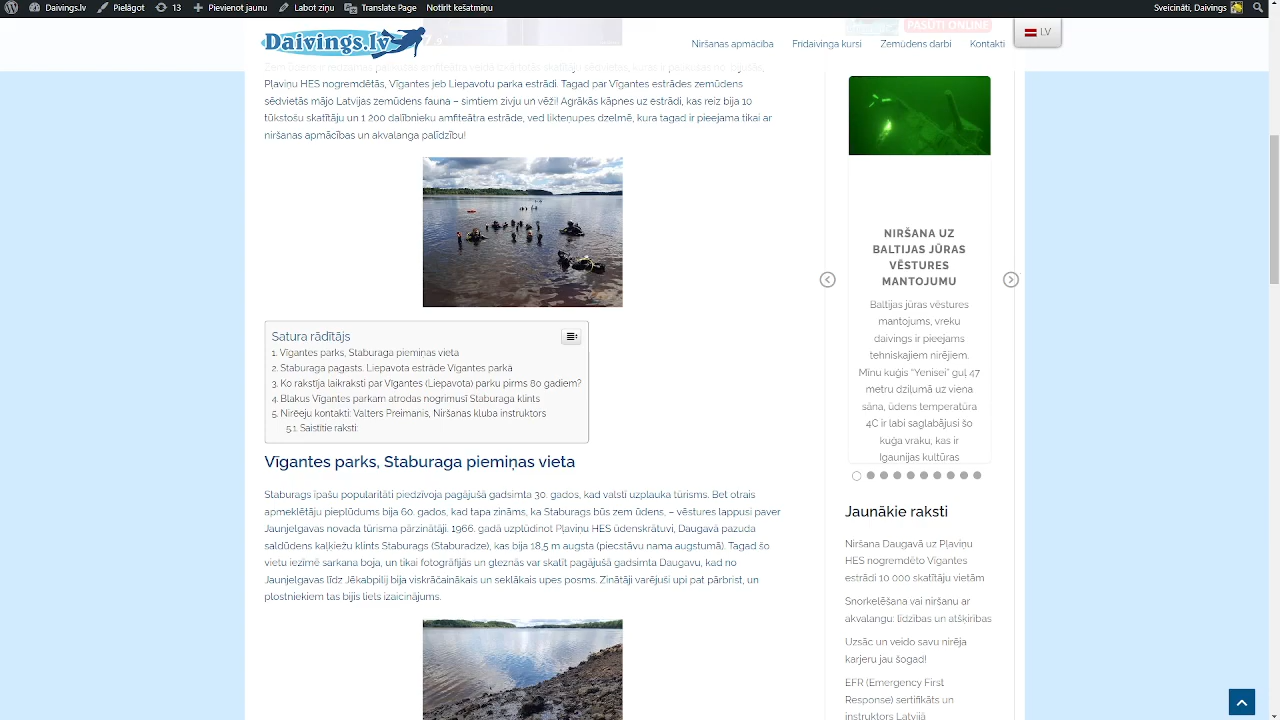 Daivings.lv
3
13
Pievienot
Rediģēt lapu
Translate Page
Sveicināti, Daivings
Daivings.lv
PASŪTI ONLINE
Niršanas apmācība
Frīdaivinga kursi
Zemūdens darbi
Kontakti
LV
Pļaviņu HES nogremdētās, Vīgantes jeb Liepavotu parka estrādi. Tagad par Vīgantes estrādes zemūdens
sēdvietās mājo Latvijas zemūdens fauna – simtiem zivju un vēži! Agrākās kāpnes uz estrādi, kas reiz bija 10
tūkstošu skatītāju un 1 200 dalībnieku amfiteātra estrāde, ved likteņupes dzelmē, kura tagad ir pieejama tikai ar
niršanas apmācības un akvalanga palīdzību!
Satura rādītājs
1. Vīgantes parks, Staburaga piemiņas vieta
2. Staburaga pagasts. Liepavota estrāde Vīgantes parka
3. Ko rakstīja laikraksti par Vīgantes (Liepavota) parku pirms 80 gadiem?
4. Blakus Vīgantes parkam atrodas nogrimusī Staburaga klints
5. Nirēeju kontakti: Valters Preimanis, Niršanas kluba instruktors
5.1. Saistītie raksti:
Vīgantes parks, Staburaga piemiņas vieta
Staburags īpašu popularitāti piedzīvoja pagājušā gadsimta 30. gados, kad valstī uzplauka tūrisms. Bet otrais
apmeklētāju pieplūdums bija 60. gados, kad tapa zināms, ka Staburags būs zem ūdens, – vēstures lappusi paver
Jaunjelgavas novada tūrisma pārzinātāji. 1966. gadā uzplūdinot Pļaviņu HES ūdenskrātuvi, Daugavā pazuda
saldūdens kaļķiežu klints Staburags (Staburadze), kas bija 18,5 m augsta (piecstāvu nama augstumā). Tagad šo
vietu iezīmē sarkana boja, un tikai fotogrāfijās un gleznās var skatīt pagājušā gadsimta Daugavu, kad no
Jaunjelgavas līdz Jēkabpilij bija viskrāčainākais un seklākais upes posms. Zinātāji varējuši upi pat pārbrist, un
plostniekiem tas bijis liels izaicinājums.
NIRŠANA UZ
BALTIJAS JŪRAS
VĒSTURES
MANTOJUMU
Baltijas jūras vēstures
mantojums, vreku
daivings ir pieejams
tehniskajiem nirējiem.
Mīnu kuģis "Yenisei" guļ 47
metru dziļumā uz viena
sāna, ūdens temperatūra
4C ir labi saglabājusi šo
kuģa vraku, kas ir
Igaunijas kultūras
Jaunākie raksti
Niršana Daugavā uz Pļaviņu
HES nogremdēto Vīgantes
estrādi 10 000 skatītāju vietām
Snorkelēšana vai niršanu ar
akvalangu: līdzības un atšķirības
Uzsāc un veido savu nirēja
karjeru jau šogad!
EFR (Emergency First
Response) sertifikāts un
instruktors Latvijā